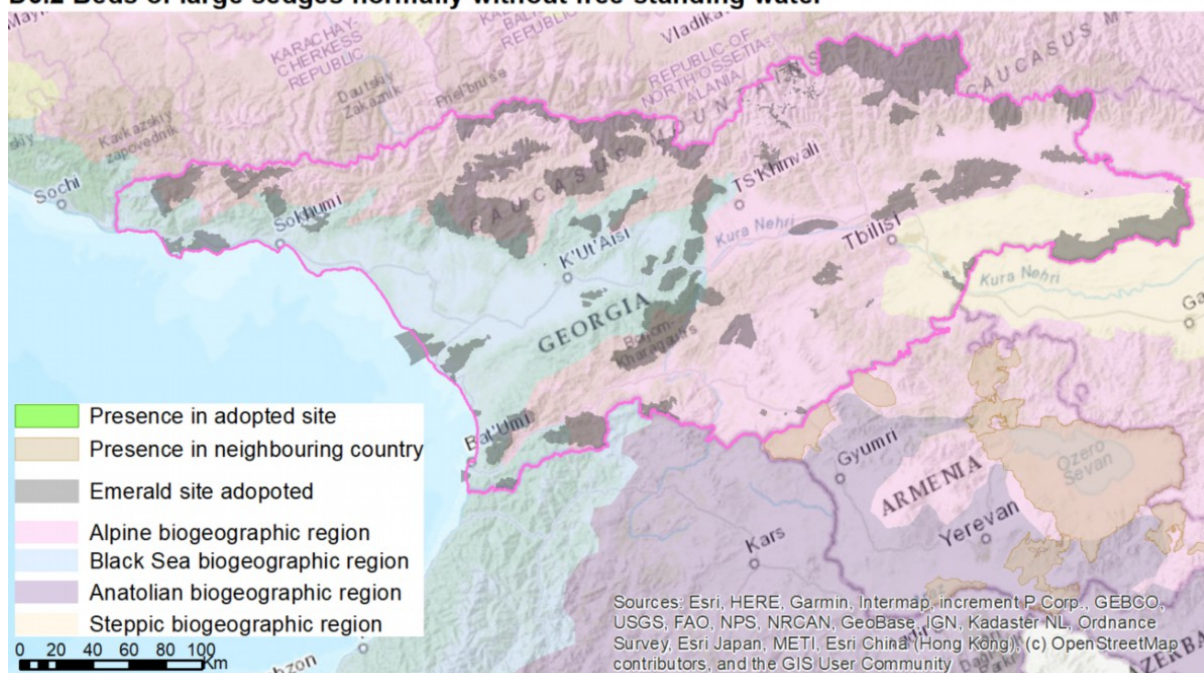 D5.2 Beds of large sedges normally without free-standing water
KARACHAY-
CHERKESS
REPUBLIC
Vladika
REPUBLIC OF
NORTH OSSETIA-
ALANIA
Dautskiy
Zakaznik
Priel'bruise
Kavkazskiy
zapovednik
CAUCASUS
Sochi
Sokhumi
CAUCASUS
MOUNTAINS
TS'Khinvali
K'Ut'Aisi
Kura Nehri
Tbilisi
Kura Nehri
GEORGIA
Bat'Umi
Gyumri
ARMENIA
Ozero
Sevan
Yerevan
Kars
Presence in adopted site
Presence in neighbouring country
Emerald site adopoted
Alpine biogeographic region
Black Sea biogeographic region
Anatolian biogeographic region
Steppic biogeographic region
0 20 40 60 80 100
Km
Sources: Esri, HERE, Garmin, Intermap, increment P Corp., GEBCO,
USGS, FAO, NPS, NRCAN, GeoBase, IGN, Kadaster NL, Ordnance
Survey, Esri Japan, METI, Esri China (Hong Kong), (c) OpenStreetMap
contributors, and the GIS User Community